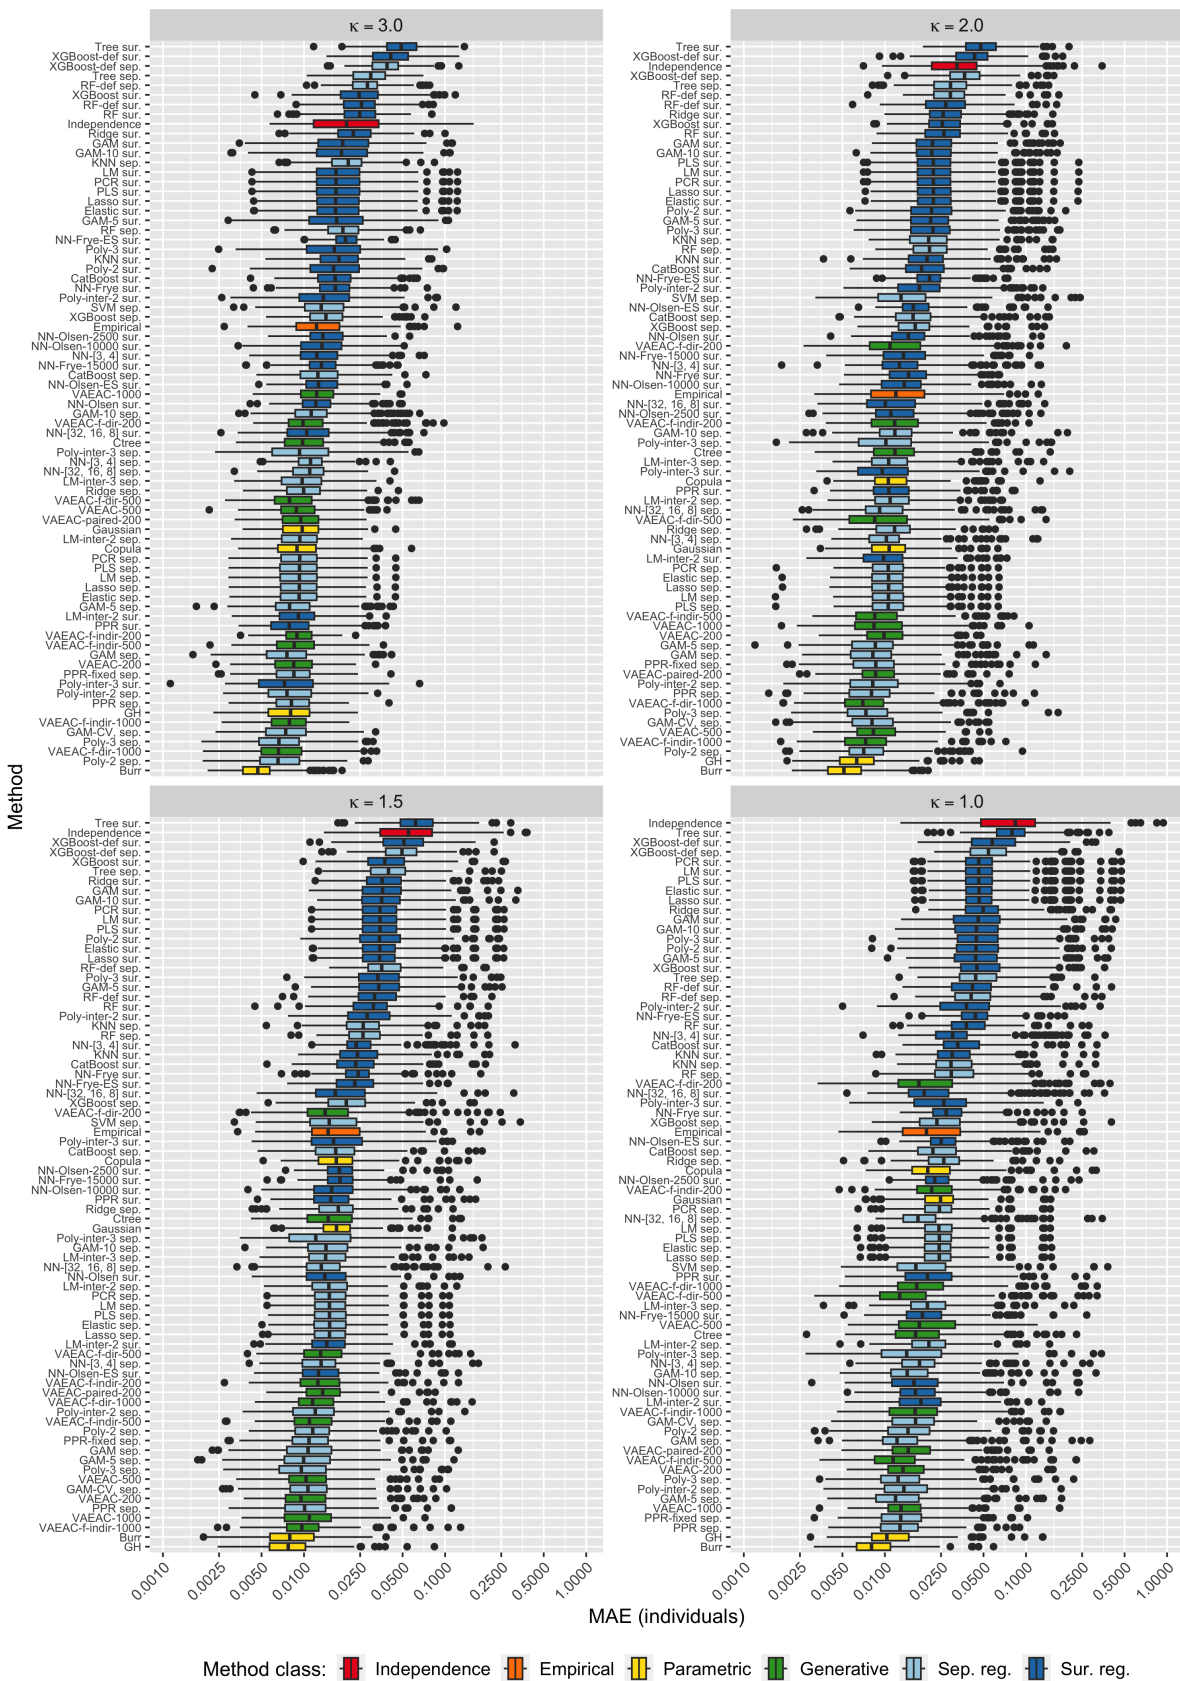 κ = 3.0
Tree sur.
XGBoost-def sur.
XGBoost-def sep.
Tree sep.
RF-def sep.
XGBoost sur.
RF-def sur.
RF sur.
Independence
Ridge sur.
GAM sur.
GAM-10 sur.
KNN sep.
LM sur.
PCR sur.
PLS sur.
Lasso sur.
Elastic sur.
GAM-5 sur.
RF sep.
NN-Frye-ES sur.
Poly-3 sur.
KNN sur.
Poly-2 sur.
CatBoost sur.
NN-Frye sur.
Poly-inter-2 sur.
SVM sep.
XGBoost sep.
Empirical
NN-Olsen-2500 sur.
NN-Olsen-10000 sur.
NN-[3, 4] sur.
NN-Frye-15000 sur.
CatBoost sep.
NN-Olsen-ES sur.
VAEAC-1000
NN-Olsen sur.
GAM-10 sep.
VAEAC-f-dir-200
NN-[32, 16, 8] sur.
Ctree
Poly-inter-3 sep.
NN-[3, 4] sep.
NN-[32, 16, 8] sep.
LM-inter-3 sep.
Ridge sep.
VAEAC-f-dir-500
VAEAC-500
VAEAC-paired-200
Gaussian
LM-inter-2 sep.
Copula
PCR sep.
PLS sep.
LM sep.
Lasso sep.
Elastic sep.
GAM-5 sep.
LM-inter-2 sur.
PPR sur.
VAEAC-f-indir-200
VAEAC-f-indir-500
GAM sep.
VAEAC-200
PPR-fixed sep.
Poly-inter-3 sur.
Poly-inter-2 sep.
PPR sep.
GH
VAEAC-f-indir-1000
GAM-CV, sep.
Poly-3 sep.
VAEAC-f-dir-1000
Poly-2 sep.
Burr
κ = 2.0
Tree sur.
XGBoost-def sur.
Independence
XGBoost-def sep.
Tree sep.
RF-def sep.
RF-def sur.
Ridge sur.
XGBoost sur.
RF sur.
GAM sur.
GAM-10 sur.
PLS sur.
PCR sur.
LM sur.
Lasso sur.
Elastic sur.
Poly-2 sur.
GAM-5 sur.
Poly-3 sur.
KNN sep.
RF sep.
KNN sur.
CatBoost sur.
NN-Frye-ES sur.
Poly-inter-2 sur.
SVM sep.
NN-Olsen-ES sur.
CatBoost sep.
XGBoost sep.
NN-Olsen sur.
VAEAC-f-dir-200
NN-Frye-15000 sur.
NN-[3, 4] sur.
NN-Frye sur.
NN-Olsen-10000 sur.
Empirical
NN-[32, 16, 8] sur.
NN-Olsen-2500 sur.
VAEAC-f-indir-200
GAM-10 sep.
Poly-inter-3 sep.
Ctree
LM-inter-3 sep.
Poly-inter-3 sur.
Copula
PPR sur.
LM-inter-2 sep.
NN-[32, 16, 8] sep.
VAEAC-f-dir-500
Ridge sep.
NN-[3, 4] sep.
Gaussian
LM-inter-2 sur.
PCR sep.
Elastic sep.
Lasso sep.
LM sep.
PLS sep.
VAEAC-f-indir-500
VAEAC-1000
VAEAC-200
GAM-5 sep.
GAM sep.
PPR-fixed sep.
VAEAC-paired-200
Poly-inter-2 sep.
PPR sep.
VAEAC-f-dir-1000
Poly-3 sep.
GAM-CV, sep.
VAEAC-500
VAEAC-f-indir-1000
Poly-2 sep.
GH
Burr
Method
κ = 1.5
Tree sur.
Independence
XGBoost-def sur.
XGBoost-def sep.
XGBoost sur.
Tree sep.
Ridge sur.
GAM sur.
GAM-10 sur.
PCR sur.
LM sur.
PLS sur.
Poly-2 sur.
Elastic sur.
Lasso sur.
RF-def sep.
Poly-3 sur.
GAM-5 sur.
RF-def sur.
RF sur.
Poly-inter-2 sur.
KNN sep.
RF sep.
NN-[3, 4] sur.
KNN sur.
CatBoost sur.
NN-Frye sur.
NN-Frye-ES sur.
NN-[32, 16, 8] sur.
XGBoost sep.
VAEAC-f-dir-200
SVM sep.
Empirical
Poly-inter-3 sur.
CatBoost sep.
Copula
NN-Olsen-2500 sur.
NN-Frye-15000 sur.
NN-Olsen-10000 sur.
PPR sur.
Ridge sep.
Ctree
Gaussian
Poly-inter-3 sep.
GAM-10 sep.
LM-inter-3 sep.
NN-[32, 16, 8] sep.
NN-Olsen sur.
LM-inter-2 sep.
PCR sep.
LM sep.
PLS sep.
Elastic sep.
Lasso sep.
LM-inter-2 sur.
VAEAC-f-dir-500
NN-[3, 4] sep.
NN-Olsen-ES sur.
VAEAC-f-indir-200
VAEAC-paired-200
VAEAC-f-dir-1000
Poly-inter-2 sep.
VAEAC-f-indir-500
Poly-2 sep.
PPR-fixed sep.
GAM sep.
GAM-5 sep.
Poly-3 sep.
VAEAC-500
GAM-CV, sep.
VAEAC-200
PPR sep.
VAEAC-1000
VAEAC-f-indir-1000
Burr
GH
κ = 1.0
Independence
Tree sur.
XGBoost-def sur.
XGBoost-def sep.
PCR sur.
LM sur.
PLS sur.
Elastic sur.
Lasso sur.
Ridge sur.
GAM sur.
GAM-10 sur.
Poly-3 sur.
Poly-2 sur.
GAM-5 sur.
XGBoost sur.
Tree sep.
RF-def sur.
RF-def sep.
Poly-inter-2 sur.
NN-Frye-ES sur.
RF sur.
NN-[3, 4] sur.
CatBoost sur.
KNN sur.
KNN sep.
RF sep.
VAEAC-f-dir-200
NN-[32, 16, 8] sur.
Poly-inter-3 sur.
NN-Frye sur.
XGBoost sep.
Empirical
NN-Olsen-ES sur.
CatBoost sep.
Ridge sep.
Copula
NN-Olsen-2500 sur.
VAEAC-f-indir-200
Gaussian
PCR sep.
NN-[32, 16, 8] sep.
LM sep.
PLS sep.
Elastic sep.
Lasso sep.
SVM sep.
PPR sur.
VAEAC-f-dir-1000
VAEAC-f-dir-500
LM-inter-3 sep.
NN-Frye-15000 sur.
VAEAC-500
Ctree
LM-inter-2 sep.
Poly-inter-3 sep.
NN-[3, 4] sep.
GAM-10 sep.
NN-Olsen sur.
NN-Olsen-10000 sur.
LM-inter-2 sur.
VAEAC-f-indir-1000
GAM-CV, sep.
Poly-2 sep.
GAM sep.
VAEAC-paired-200
VAEAC-f-indir-500
VAEAC-200
Poly-3 sep.
Poly-inter-2 sep.
GAM-5 sep.
VAEAC-1000
PPR-fixed sep.
PPR sep.
GH
Burr
0.0010 0.0025 0.0050 0.0100 0.0250 0.0500 0.1000 0.2500 0.5000 1.0000
0.0010 0.0025 0.0050 0.0100 0.0250 0.0500 0.1000 0.2500 0.5000 1.0000
MAE (individuals)
Method class: Independence Empirical Parametric Generative Sep. reg. Sur. reg.